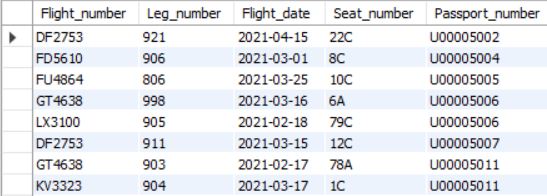 Flight_number Leg_number Flight_date Seat_number Passport_number
DF2753 921 2021-04-15 22C U00005002
FD5610 906 2021-03-01 8C U00005004
FU4864 806 2021-03-25 10C U00005005
GT4638 998 2021-03-16 6A U00005006
LX3100 905 2021-02-18 79C U00005006
DF2753 911 2021-03-15 12C U00005007
GT4638 903 2021-02-17 78A U00005011
KV3323 904 2021-03-17 1C U00005011